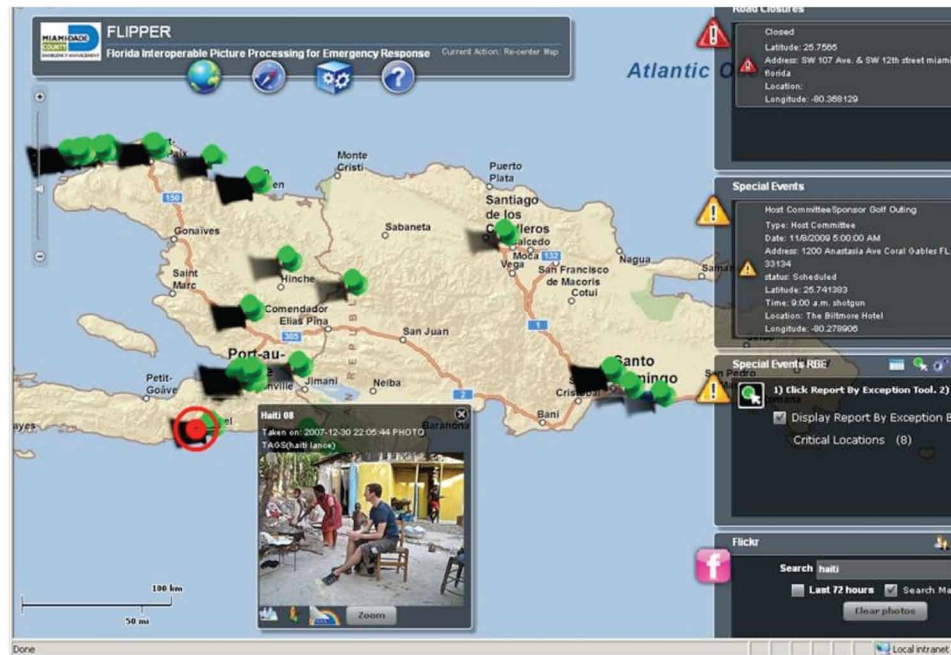 MIAMI-DADE
COUNTY
EMERGENCY MANAGEMENT
FLIPPER
Florida Interoperable Picture Processing for Emergency Response
Current Action: Re-center Map
Atlantic O
Road Closures
Closed
Latitude: 25.7565
Address: SW 107 Ave. & SW 12th street miami
florida
Location:
Longitude: -80.368129
Special Events
Host CommitteeSponsor Golf Outing
Type: Host Committee
Date: 11/8/2009 5:00:00 AM
Address: 1200 Anastasia Ave Coral Gables FL
33134
status: Scheduled
Latitude: 25.741383
Time: 9:00 a.m. shotgun
Location: The Biltmore Hotel
Longitude: -80.278906
Special Events RBE
1) Click Report By Exception Tool. 2)
Display Report By Exception E
Critical Locations (8)
Flickr
Search haiti
Last 72 hours
Search Ma
Clear photos
Monte
Cristi
Puerto
Plata
Santiago
de los
Sabaneta
Salcedo
Moca
132
Vega
San Francisco
de Macoris
Nagua
Cotui
150
Gonaïves
Saint
Marc
Hinche
Comendador
Elias Piña
305
San Juan
1
Port-au-
Jimani
Neiba
Petit-
Goâve
2
Bani
Santo
Haiti 08
Taken on: 2007-12-30 22:05:44 PHOTO
TAGS(haiti lance)
Zoom
100 km
50 mi
Done
Local intranet